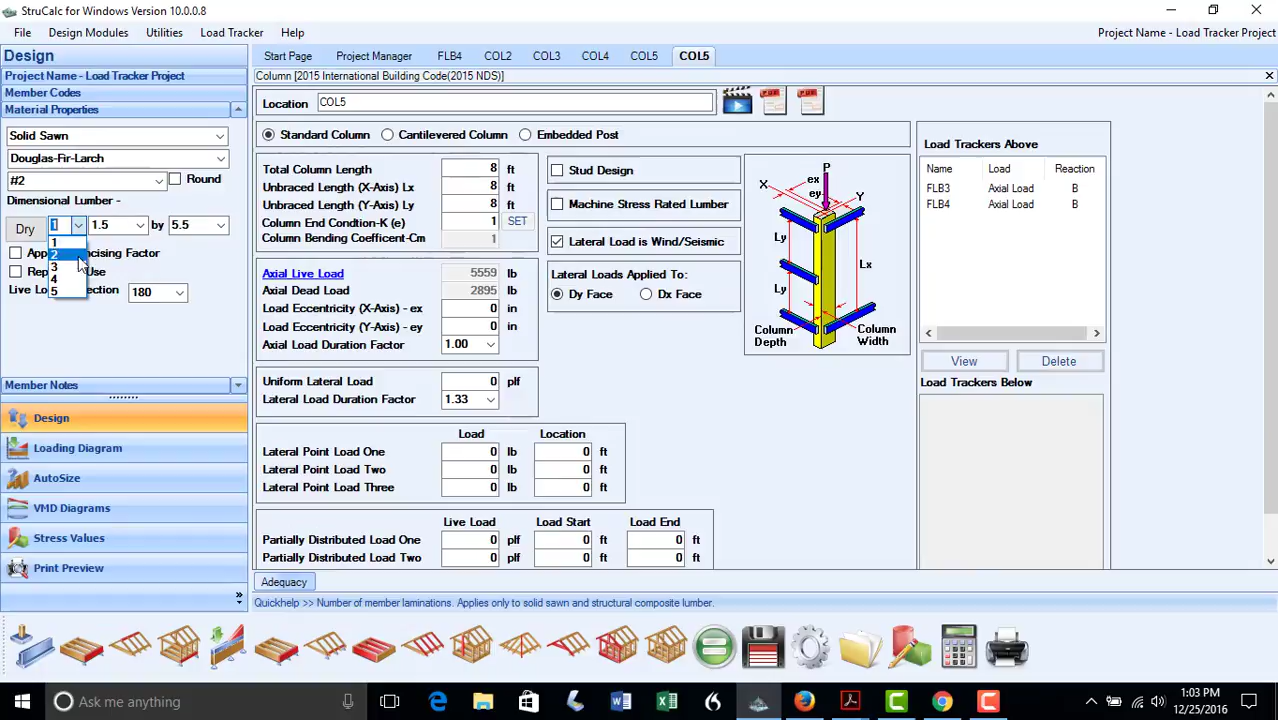 StruCalc for Windows Version 10.0.0.8
File Design Modules Utilities Load Tracker Help Project Name - Load Tracker Project
Design
Start Page Project Manager FLB4 COL2 COL3 COL4 COL5 COL5
Project Name - Load Tracker Project
Column [2015 International Building Code(2015 NDS)]
Member Codes
Material Properties
Location COL5
Solid Sawn
Standard Column Cantilevered Column Embedded Post
Douglas-Fir-Larch
#2 Round
Dimensional Lumber -
Dry 1 1.5 by 5.5
1
2
3
4
5
App ncising Factor
Rep Use
Live Lo ection 180
Total Column Length 8 ft
Unbraced Length (X-Axis) Lx 8 ft
Unbraced Length (Y-Axis) Ly 8 ft
Column End Condtion-K (e) 1 SET
Column Bending Coefficent-Cm 1
Axial Live Load 5559 lb
Axial Dead Load 2895 lb
Load Eccentricity (X-Axis) - ex 0 in
Load Eccentricity (Y-Axis) - ey 0 in
Axial Load Duration Factor 1.00
Uniform Lateral Load 0 plf
Lateral Load Duration Factor 1.33
Load Location
Lateral Point Load One 0 lb 0 ft
Lateral Point Load Two 0 lb 0 ft
Lateral Point Load Three 0 lb 0 ft
Live Load Load Start Load End
Partially Distributed Load One 0 plf 0 ft 0 ft
Partially Distributed Load Two 0 plf 0 ft 0 ft
Stud Design
Machine Stress Rated Lumber
Lateral Load is Wind/Seismic
Lateral Loads Applied To:
Dy Face Dx Face
P
X ex
ey Y
Ly
Lx
Ly
Column Depth
Column Width
Load Trackers Above
Name Load Reaction
FLB3 Axial Load B
FLB4 Axial Load B
View Delete
Load Trackers Below
Member Notes
Design
Loading Diagram
AutoSize
VMD Diagrams
Stress Values
Print Preview
Adequacy
Quickhelp >> Number of member laminations. Applies only to solid sawn and structural composite lumber.
Ask me anything
1:03 PM
12/25/2016